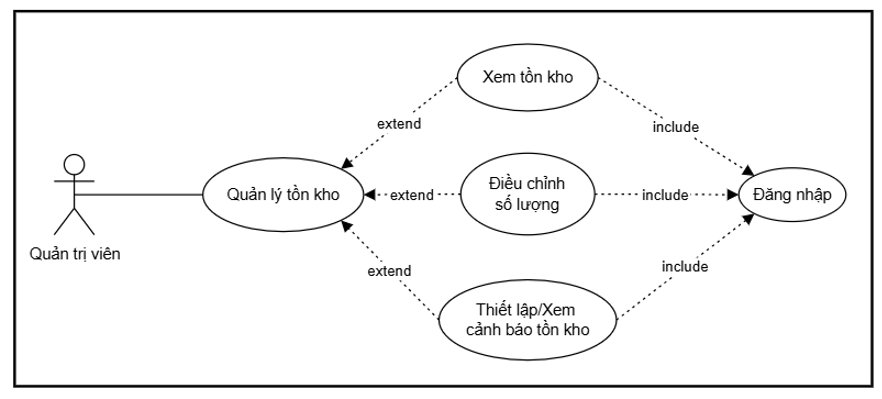 Xem tồn kho
extend
include
Quản lý tồn kho
extend
Điều chỉnh
số lượng
include
Đăng nhập
Quản trị viên
extend
include
Thiết lập/Xem
cảnh báo tồn kho